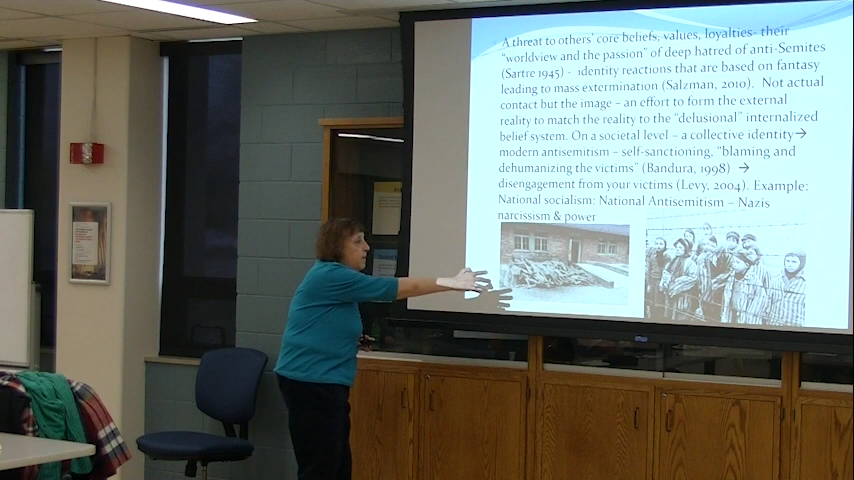 A threat to others' core beliefs, values, loyalties- their
"worldview and the passion" of deep hatred of anti-Semites
(Sartre 1945) - identity reactions that are based on fantasy
leading to mass extermination (Salzman, 2010). Not actual
contact but the image – an effort to form the external
reality to match the reality to the "delusional" internalized
belief system. On a societal level – a collective identity→
modern antisemitism – self-sanctioning, "blaming and
dehumanizing the victims" (Bandura, 1998) →
disengagement from your victims (Levy, 2004). Example:
National socialism: National Antisemitism – Nazis
narcissism & power